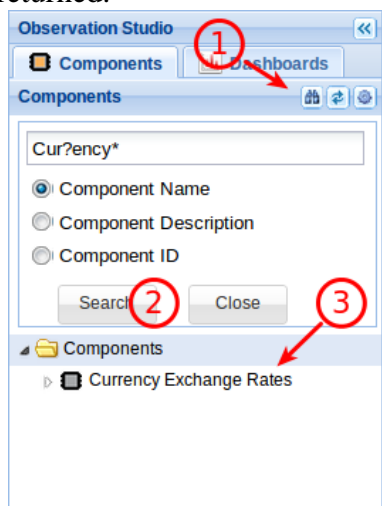 returned.
Observation Studio
1
Components Dashboards
Components
Cur?ency*
Component Name
Component Description
Component ID
Search 2 Close 3
Components
Currency Exchange Rates